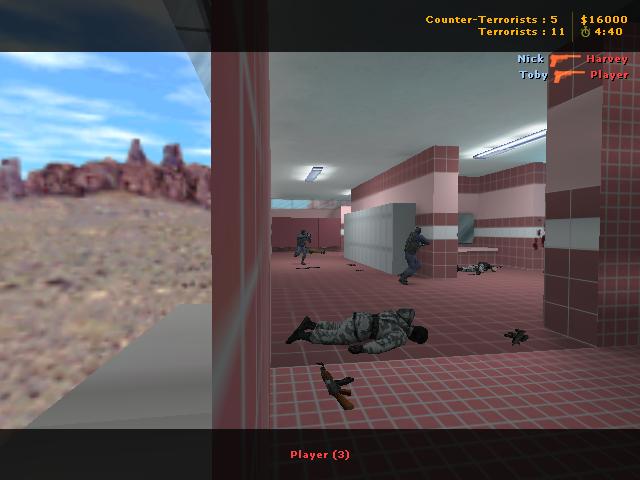 Counter-Terrorists : 5 $16000
Terrorists : 11 4:40
Nick Harvey
Toby Player
Player (3)